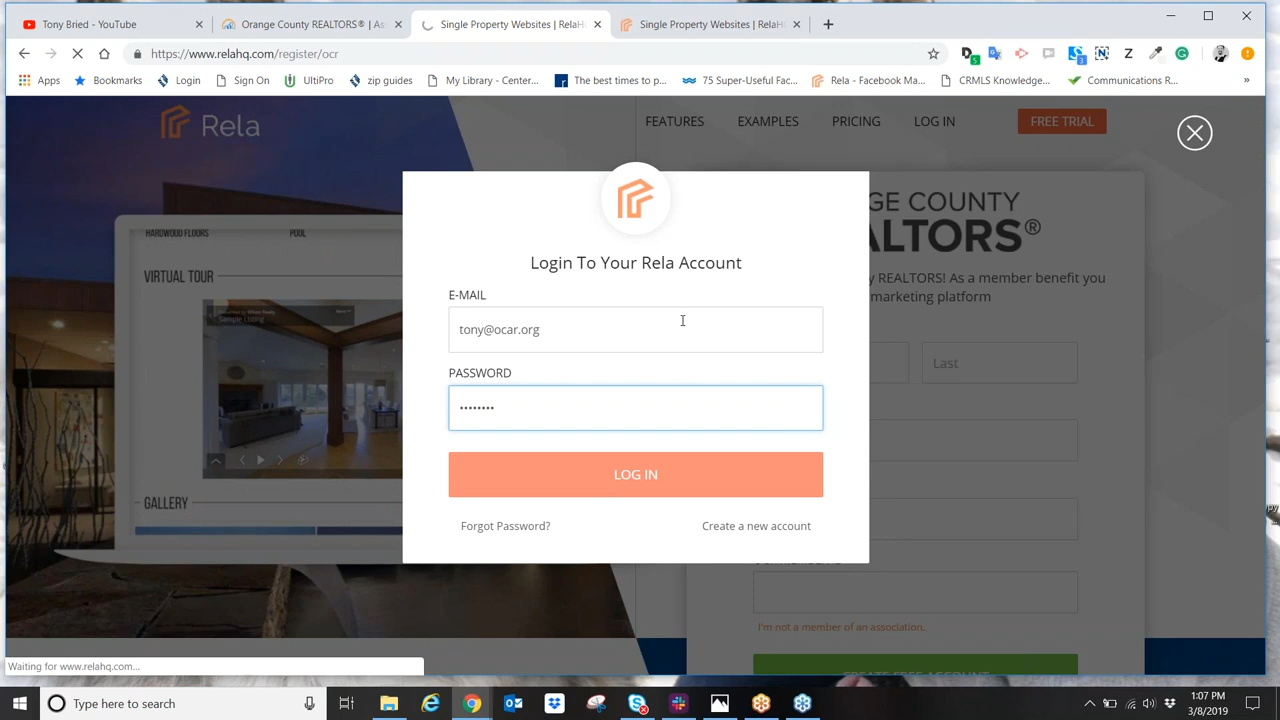 Tony Bried - YouTube
Orange County REALTORS® | As
Single Property Websites | RelaH
Single Property Websites | RelaH
https://www.relahq.com/register/ocr
Apps
Bookmarks
Login
Sign On
UltiPro
zip guides
My Library - Center...
The best times to p...
75 Super-Useful Fac...
Rela - Facebook Ma...
CRMLS Knowledge...
Communications R...
»
Rela
FEATURES
EXAMPLES
PRICING
LOG IN
FREE TRIAL
HARDWOOD FLOORS
POOL
VIRTUAL TOUR
Sample Listing
GALLERY
Login To Your Rela Account
E-MAIL
tony@ocar.org
PASSWORD
••••••••
LOG IN
Forgot Password?
Create a new account
GE COUNTY
ALTORS®
y REALTORS! As a member benefit you
marketing platform
Last
I'm not a member of an association.
CREATE FREE ACCOUNT
Waiting for www.relahq.com...
Type here to search
1:07 PM
3/8/2019